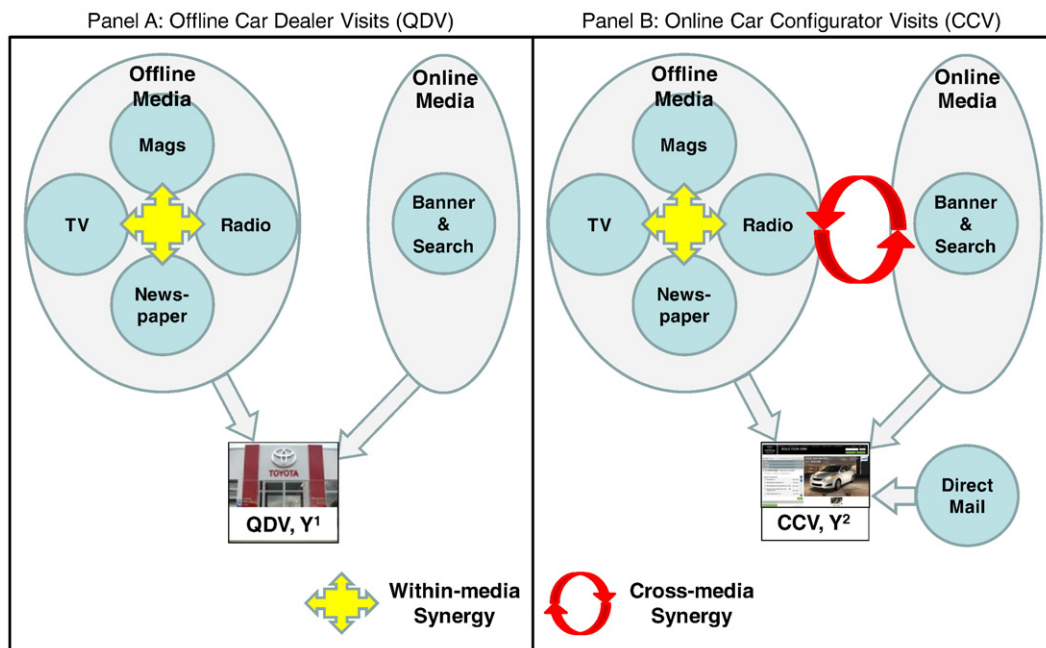 Panel A: Offline Car Dealer Visits (QDV)
Offline
Media
Mags
TV
Radio
News-
paper
Online
Media
Banner
&
Search
TOYOTA
QDV, Y¹
Panel B: Online Car Configurator Visits (CCV)
Offline
Media
Mags
TV
Radio
News-
paper
Online
Media
Banner
&
Search
CCV, Y²
Direct
Mail
Within-media
Synergy
Cross-media
Synergy